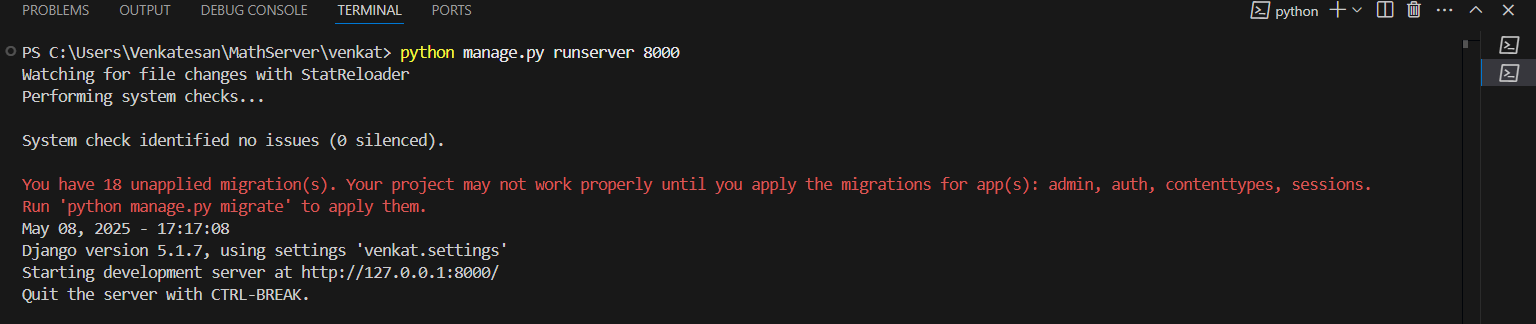 PROBLEMS OUTPUT DEBUG CONSOLE TERMINAL PORTS python
PS C:\Users\Venkatesan\MathServer\venkat> python manage.py runserver 8000
Watching for file changes with StatReloader
Performing system checks...
System check identified no issues (0 silenced).
You have 18 unapplied migration(s). Your project may not work properly until you apply the migrations for app(s): admin, auth, contenttypes, sessions.
Run 'python manage.py migrate' to apply them.
May 08, 2025 - 17:17:08
Django version 5.1.7, using settings 'venkat.settings'
Starting development server at http://127.0.0.1:8000/
Quit the server with CTRL-BREAK.